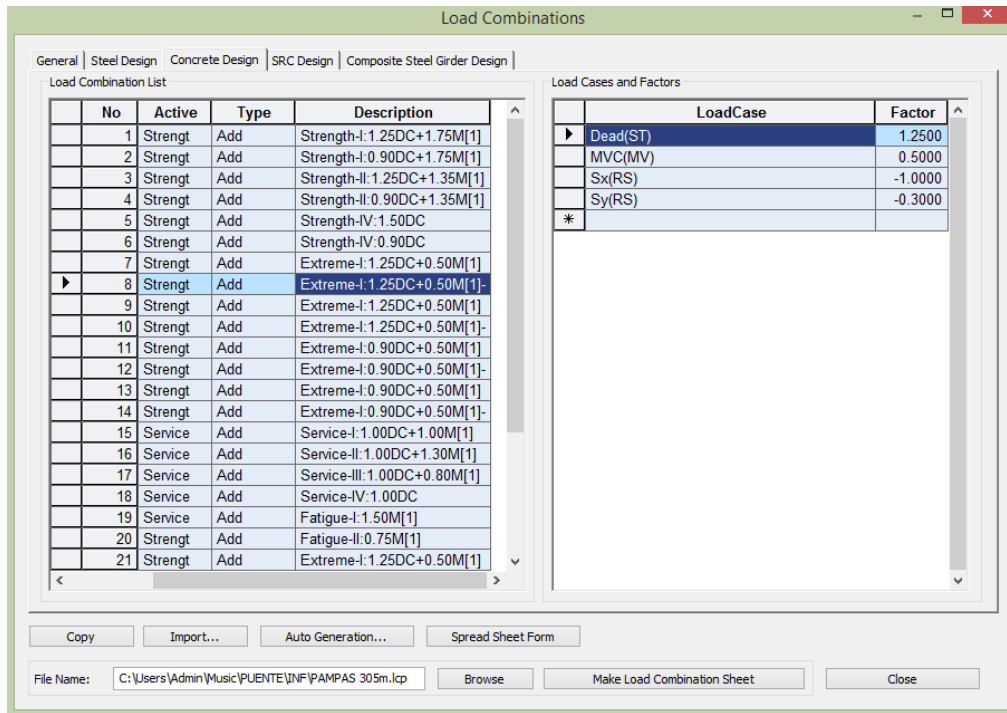 Load Combinations
General Steel Design Concrete Design SRC Design Composite Steel Girder Design
Load Combination List
No Active Type Description
1 Strengt Add Strength-I:1.25DC+1.75M[1]
2 Strengt Add Strength-I:0.90DC+1.75M[1]
3 Strengt Add Strength-II:1.25DC+1.35M[1]
4 Strengt Add Strength-II:0.90DC+1.35M[1]
5 Strengt Add Strength-IV:1.50DC
6 Strengt Add Strength-IV:0.90DC
7 Strengt Add Extreme-I:1.25DC+0.50M[1]
8 Strengt Add Extreme-I:1.25DC+0.50M[1]-
9 Strengt Add Extreme-I:1.25DC+0.50M[1]
10 Strengt Add Extreme-I:1.25DC+0.50M[1]-
11 Strengt Add Extreme-I:0.90DC+0.50M[1]
12 Strengt Add Extreme-I:0.90DC+0.50M[1]-
13 Strengt Add Extreme-I:0.90DC+0.50M[1]
14 Strengt Add Extreme-I:0.90DC+0.50M[1]-
15 Service Add Service-I:1.00DC+1.00M[1]
16 Service Add Service-II:1.00DC+1.30M[1]
17 Service Add Service-III:1.00DC+0.80M[1]
18 Service Add Service-IV:1.00DC
19 Service Add Fatigue-I:1.50M[1]
20 Strengt Add Fatigue-II:0.75M[1]
21 Strengt Add Extreme-I:1.25DC+0.50M[1]
Load Cases and Factors
LoadCase Factor
Dead(ST) 1.2500
MVC(MV) 0.5000
Sx(RS) -1.0000
Sy(RS) -0.3000
*
Copy Import... Auto Generation... Spread Sheet Form
File Name: C:\Users\Admin\Music\PUENTE\INF\PAMPAS 305m.lcp Browse Make Load Combination Sheet Close